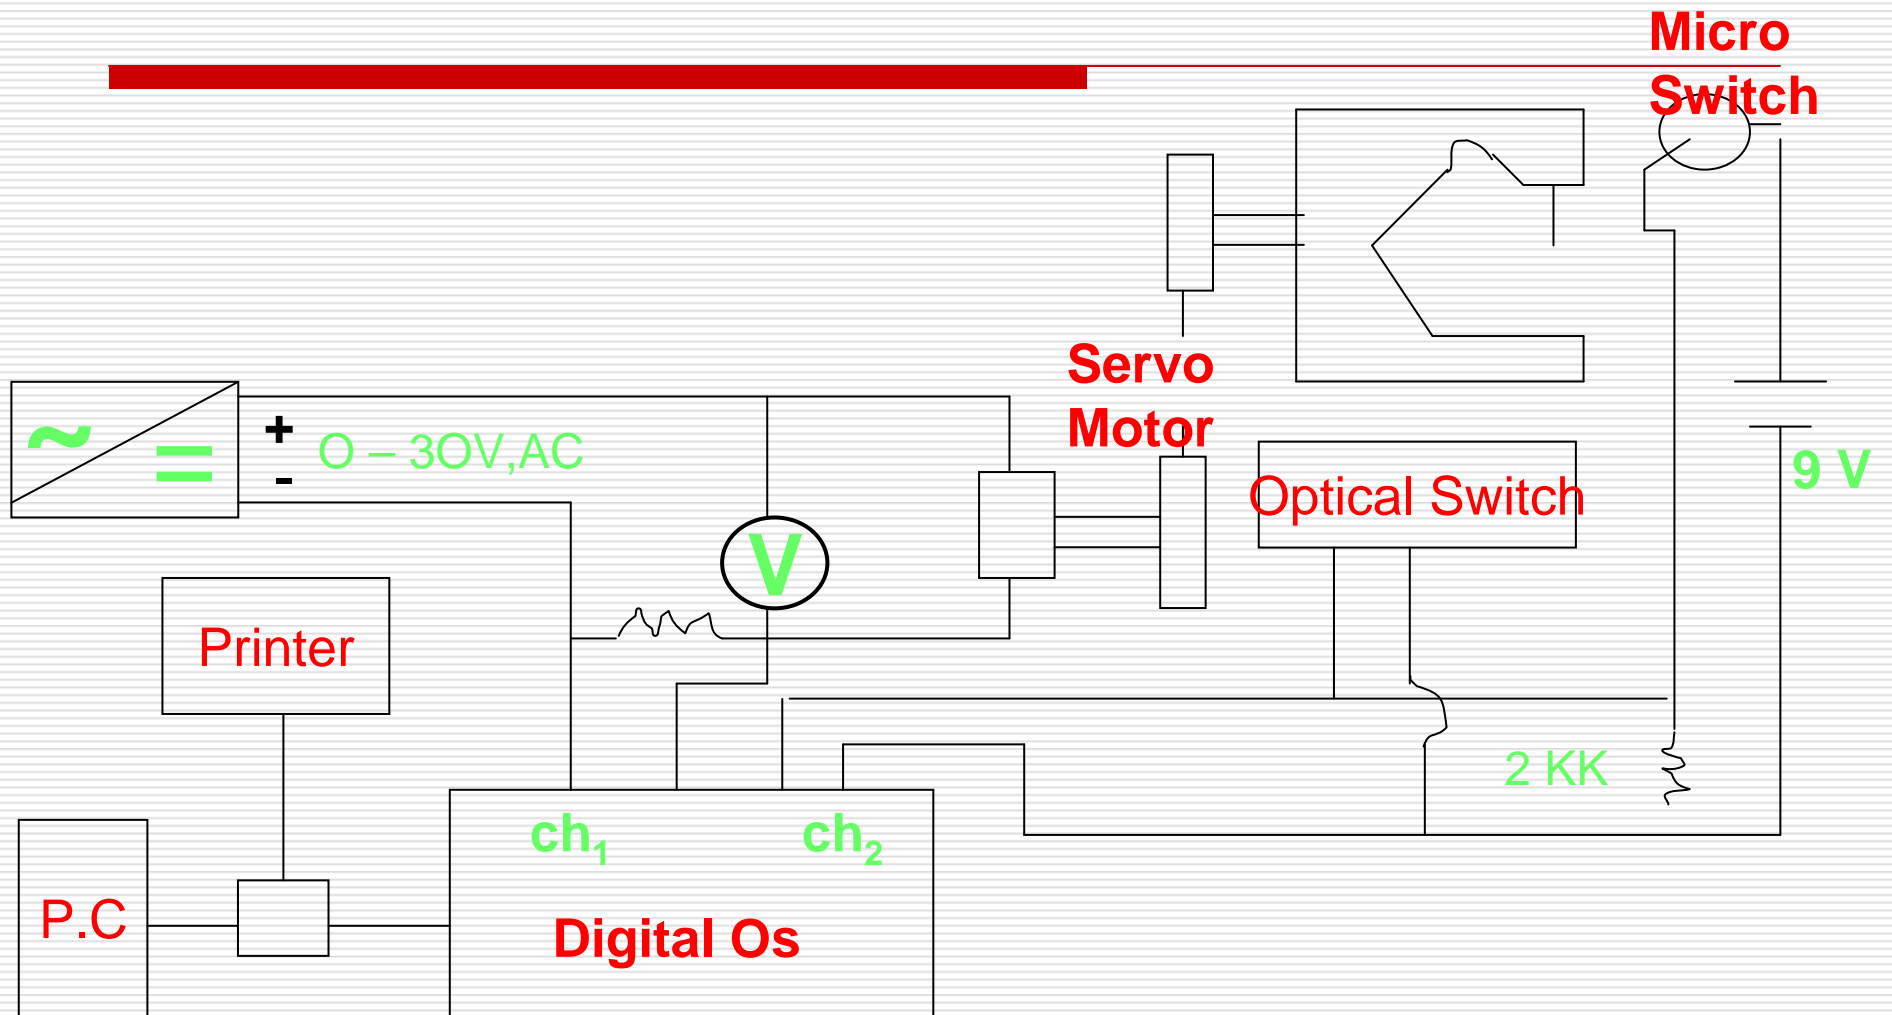 Micro
Switch
Servo
Motor
~
=
+
-
O – 3OV,AC
Optical Switch
9 V
V
Printer
2 KK
ch₁
ch₂
P.C
Digital Os